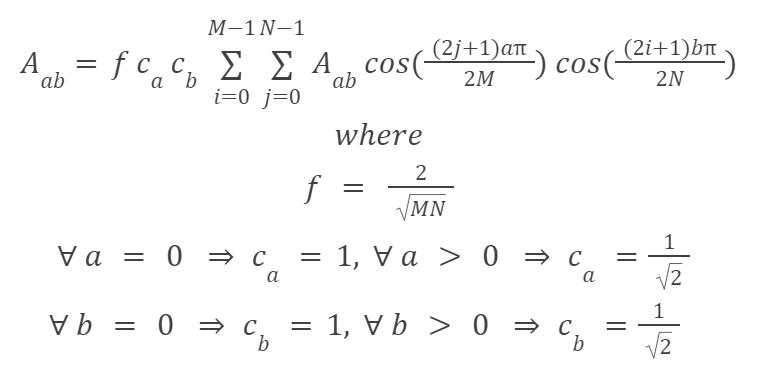 A_ab = f c_a c_b ∑_{i=0}^{M−1} ∑_{j=0}^{N−1} A_ab cos((2j+1)aπ / 2M) cos((2i+1)bπ / 2N)
where
f = 2 / √MN
∀ a = 0 ⇒ c_a = 1, ∀ a > 0 ⇒ c_a = 1 / √2
∀ b = 0 ⇒ c_b = 1, ∀ b > 0 ⇒ c_b = 1 / √2